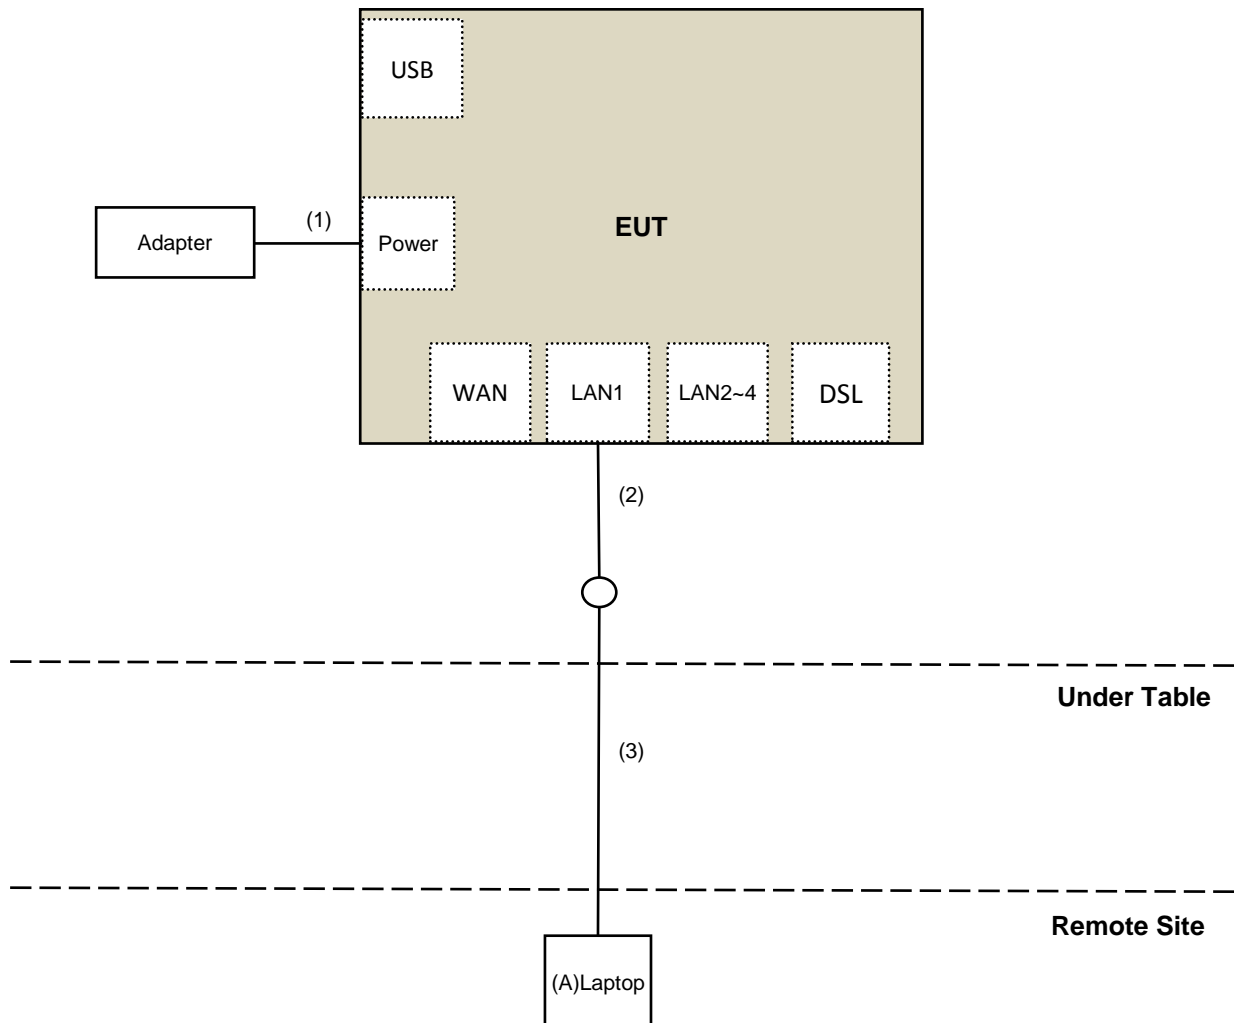 USB
(1)
Adapter
Power
EUT
WAN
LAN1
LAN2~4
DSL
(2)
Under Table
(3)
Remote Site
(A)Laptop